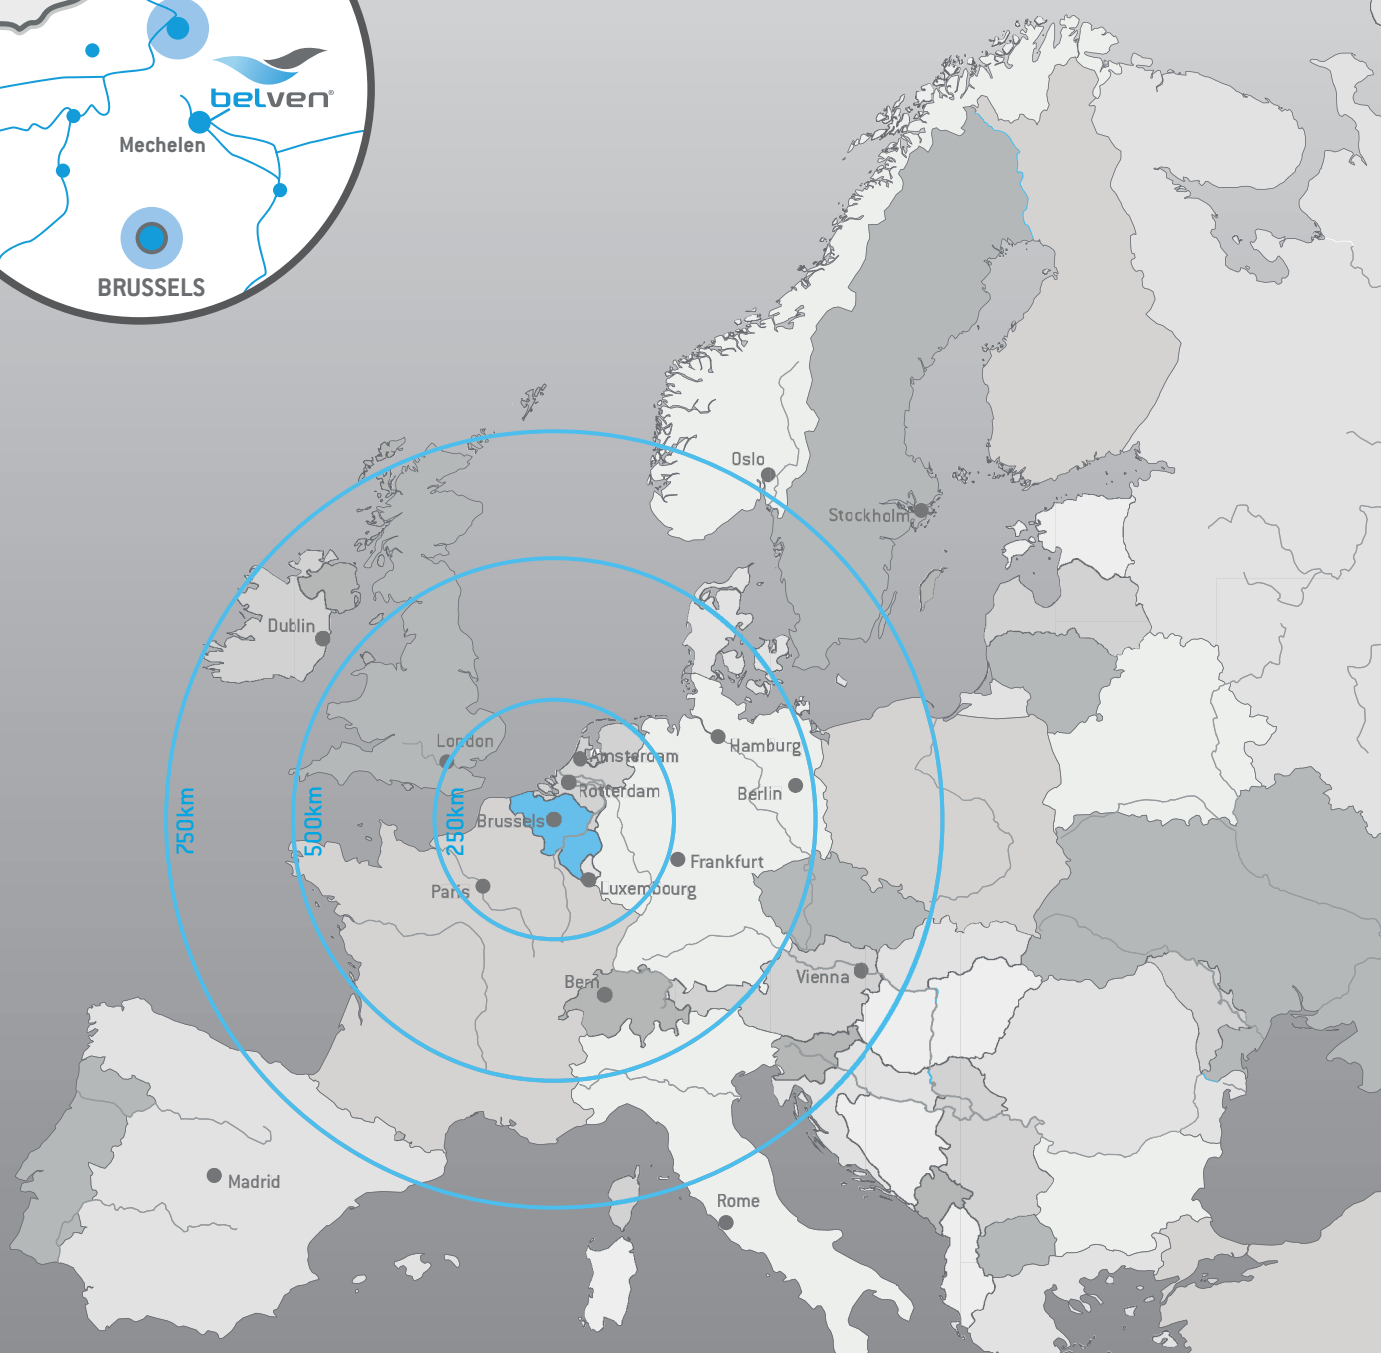 belven®
Mechelen
BRUSSELS
Oslo
Stockholm
Dublin
London
Amsterdam
Hamburg
Rotterdam
Berlin
750km
500km
250km
Brussels
Frankfurt
Paris
Luxembourg
Vienna
Bern
Madrid
Rome